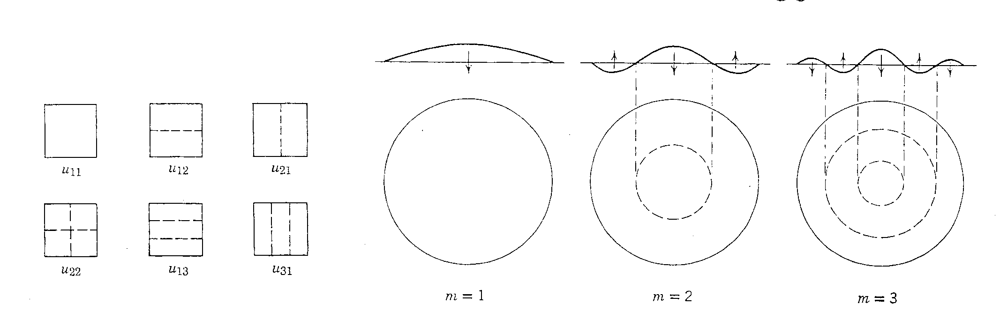 u11 u12 u21
u22 u13 u31
m = 1 m = 2 m = 3